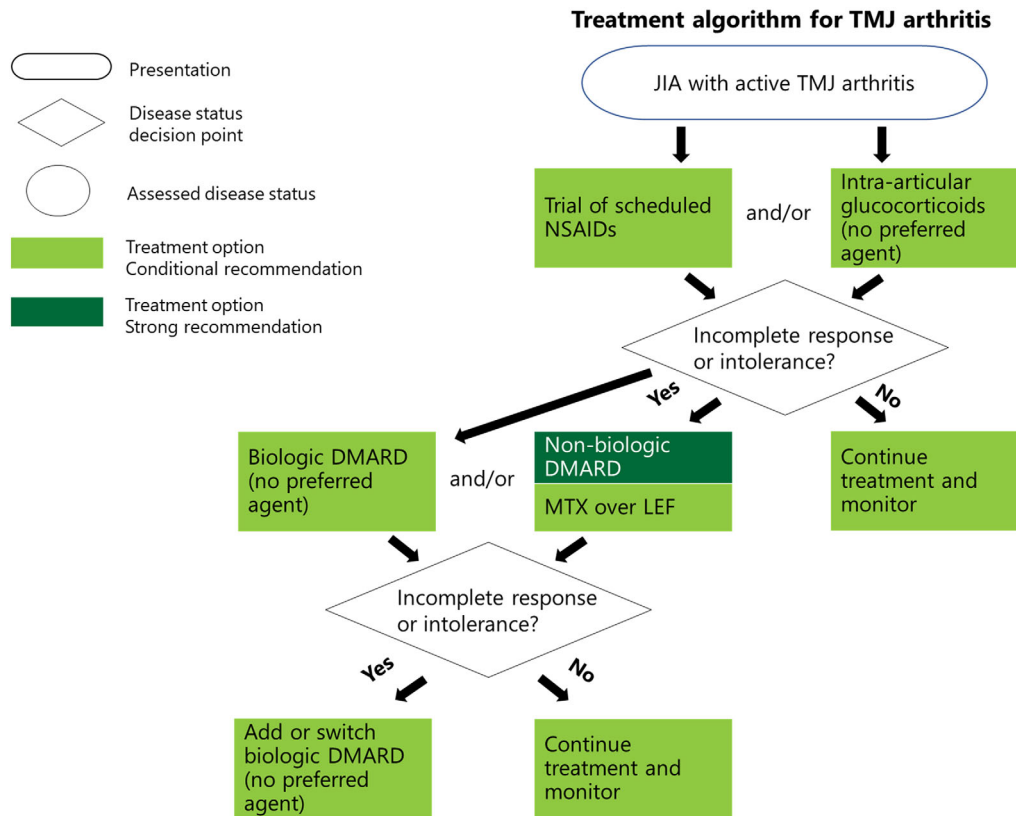 Treatment algorithm for TMJ arthritis
Presentation
Disease status
decision point
Assessed disease status
Treatment option
Conditional recommendation
Treatment option
Strong recommendation
JIA with active TMJ arthritis
Trial of scheduled
NSAIDs
and/or
Intra-articular
glucocorticoids
(no preferred
agent)
Incomplete response
or intolerance?
Yes
No
Biologic DMARD
(no preferred
agent)
and/or
Non-biologic
DMARD
MTX over LEF
Continue
treatment and
monitor
Incomplete response
or intolerance?
Yes
No
Add or switch
biologic DMARD
(no preferred
agent)
Continue
treatment and
monitor